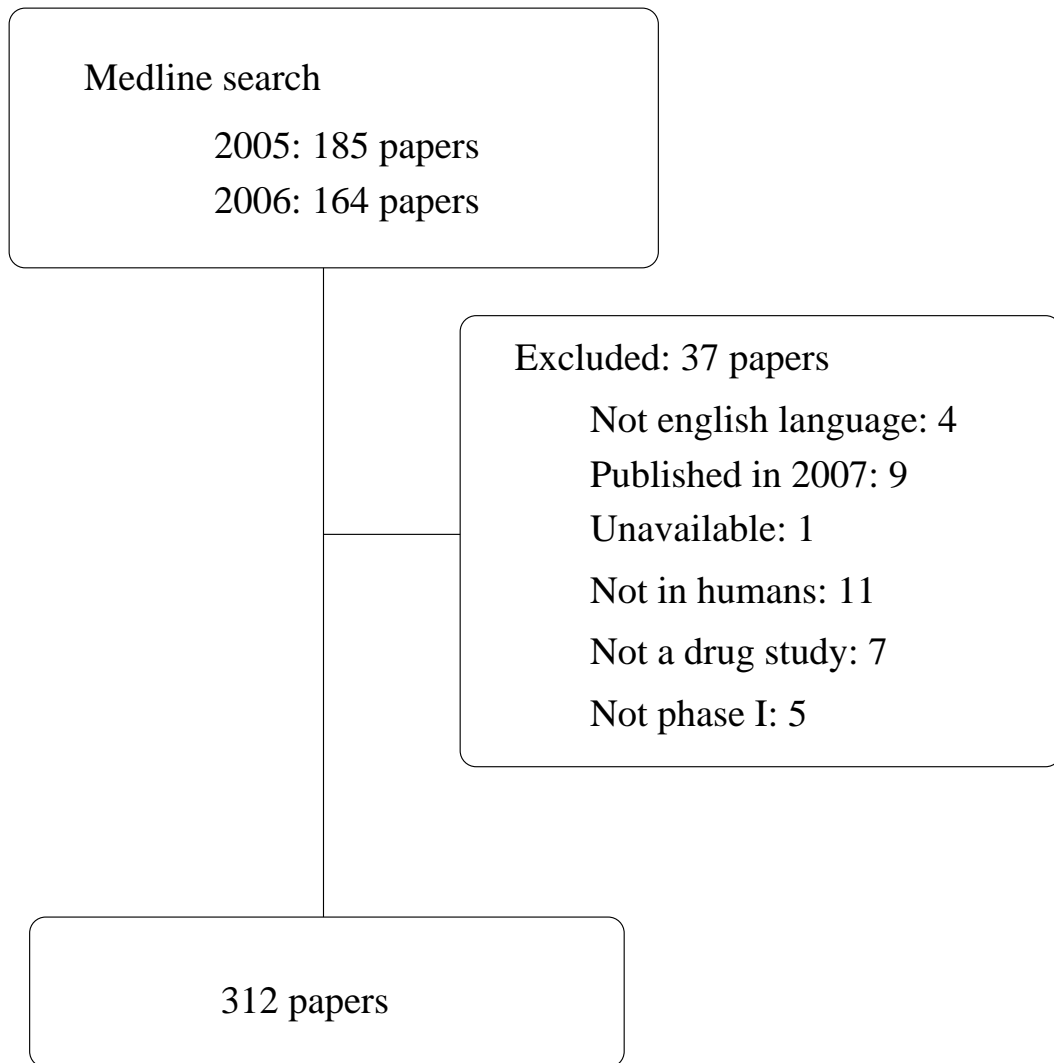 Medline search
2005: 185 papers
2006: 164 papers
Excluded: 37 papers
Not english language: 4
Published in 2007: 9
Unavailable: 1
Not in humans: 11
Not a drug study: 7
Not phase I: 5
312 papers